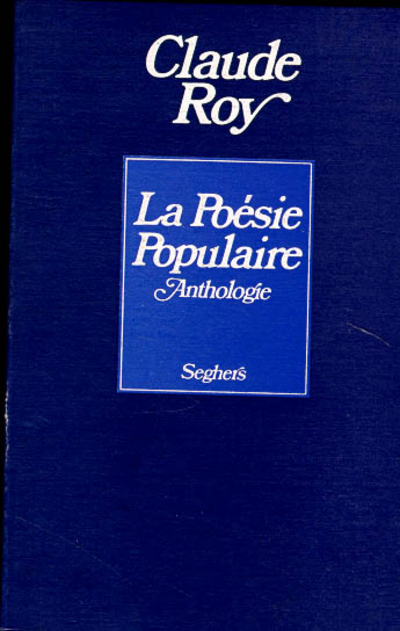 Claude
Roy
La Poésie
Populaire
Anthologie
Seghers